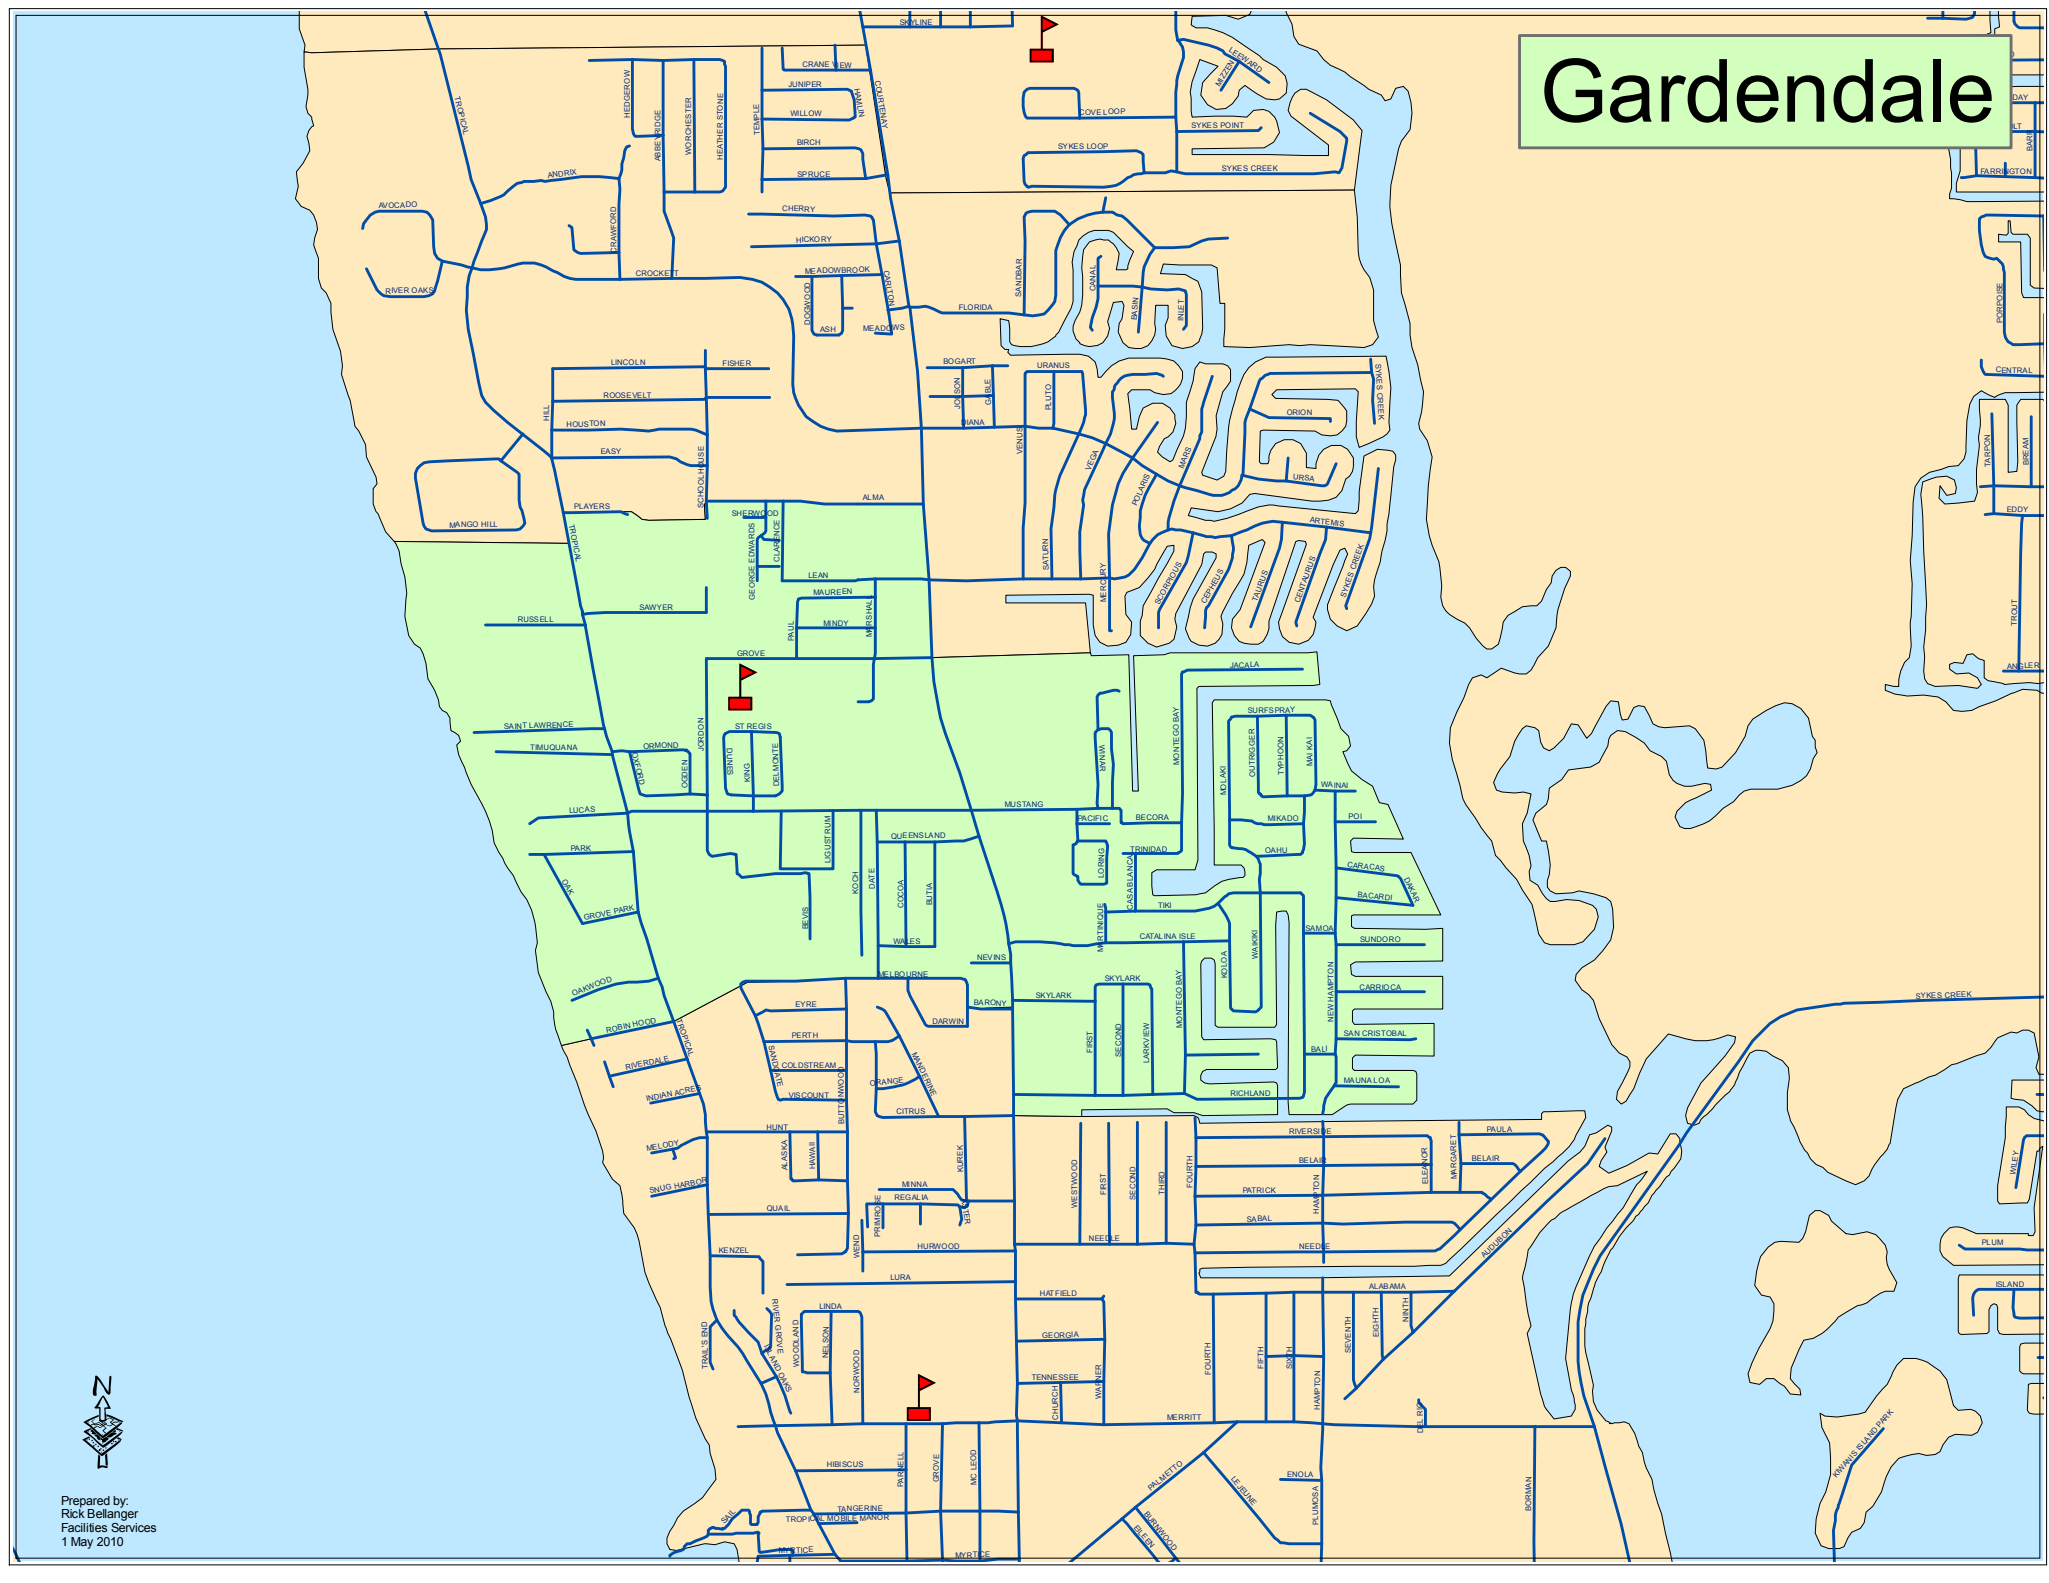 Gardendale
SKYLINE
LEEWARD
MIZZEN
CRANE VIEW
COURTENAY
TROPICAL
HEDGEROW
ABBEYRIDGE
WORCHESTER
HEATHER STONE
TEMPLE
JUNIPER
HAMLIN
WILLOW
BIRCH
SPRUCE
COVE LOOP
SYKES POINT
SYKES LOOP
SYKES CREEK
DAY
BARR
FARRINGTON
ANDRIX
AVOCADO
CRAWFORD
CHERRY
HICKORY
CROCKETT
RIVER OAKS
MEADOWBROOK
DOGWOOD
ASH
CARLTON
MEADOWS
FLORIDA
SANDBAR
CANAL
BASIN
INLET
PORPOISE
LINCOLN
FISHER
ROOSEVELT
HILL
HOUSTON
EASY
SCHOOLHOUSE
BOGART
JOLSON
GABLE
DIANA
URANUS
PLUTO
VENUS
VEGA
POLARIS
MARS
ORION
URSA
SYKES CREEK
CENTRAL
TARPON
BREAM
EDDY
TROUT
ANGLER
MANGO HILL
PLAYERS
TROPICAL
ALMA
SHERWOOD
GEORGE EDWARDS
CLARENCE
LEAN
SATURN
MERCURY
ARTEMIS
SCORPIOUS
CEPHEUS
TAURUS
CENTAURUS
SYKES CREEK
SAWYER
RUSSELL
MAUREEN
PAUL
MINDY
MARSHALL
GROVE
JACALA
SAINT LAWRENCE
TIMUQUANA
ORMOND
OXFORD
OGDEN
JORDON
ST REGIS
DUNES
KING
DELMONTE
WINAR
MONTEGO BAY
MOLAKI
SURFSPRAY
OUTRIGGER
TYPHOON
MAI KAI
WAINAI
LUCAS
MUSTANG
PACIFIC
BECORA
MIKADO
POI
PARK
OAK
GROVE PARK
LIGUSTRUM
KOCH
DATE
QUEENSLAND
COCOA
BUTIA
BEVIS
WALES
LORING
TRINIDAD
CASABLANCA
OAHU
CARACAS
BACARDI
DAKAR
MARTINIQUE
TIKI
CATALINA ISLE
KOLOA
WAIKIKI
SAMOA
SUNDORO
OAKWOOD
MELBOURNE
NEVINS
SKYLARK
SKYLARK
MONTEGO BAY
NEW HAMPTON
CARRIOCA
SYKES CREEK
ROBIN HOOD
TROPICAL
EYRE
BARONY
DARWIN
PERTH
SANDGATE
COLDSTREAM
VISCOUNT
BUTTONWOOD
ORANGE
MANDERINE
CITRUS
FIRST
SECOND
LARKVIEW
SAN CRISTOBAL
BALI
MAUNA LOA
RICHLAND
RIVERDALE
INDIAN ACRES
HUNT
MELODY
ALASKA
HAWAII
SNUG HARBOR
KUREK
MINNA
REGALIA
PRIMROSE
QUAIL
WEND
HURWOOD
KENZEL
LURA
WESTWOOD
FIRST
SECOND
THIRD
FOURTH
NEEDLE
RIVERSIDE
BELAIR
PATRICK
SABAL
NEEDLE
HAMPTON
ELEANOR
MARGARET
PAULA
BELAIR
AUDUBON
WILEY
PLUM
ISLAND
ALABAMA
HATFIELD
GEORGIA
TENNESSEE
CHURCH
WARNER
FOURTH
FIFTH
SIXTH
HAMPTON
SEVENTH
EIGHTH
NINTH
TRAIL'S END
RIVER GROVE
WOODLAND
LINDA
NELSON
NORWOOD
MERRITT
DEL RIO
KIWANIS ISLAND PARK
HIBISCUS
PARNELL
GROVE
MC LEOD
PALMETTO
LEJEUNE
ENOLA
PLUMOSA
BORMAN
SAIL
TANGERINE
TROPICAL MOBILE MANOR
BURNWOOD
EILEEN
MYRTICE
MYRTICE
N
Prepared by:
Rick Bellanger
Facilities Services
1 May 2010